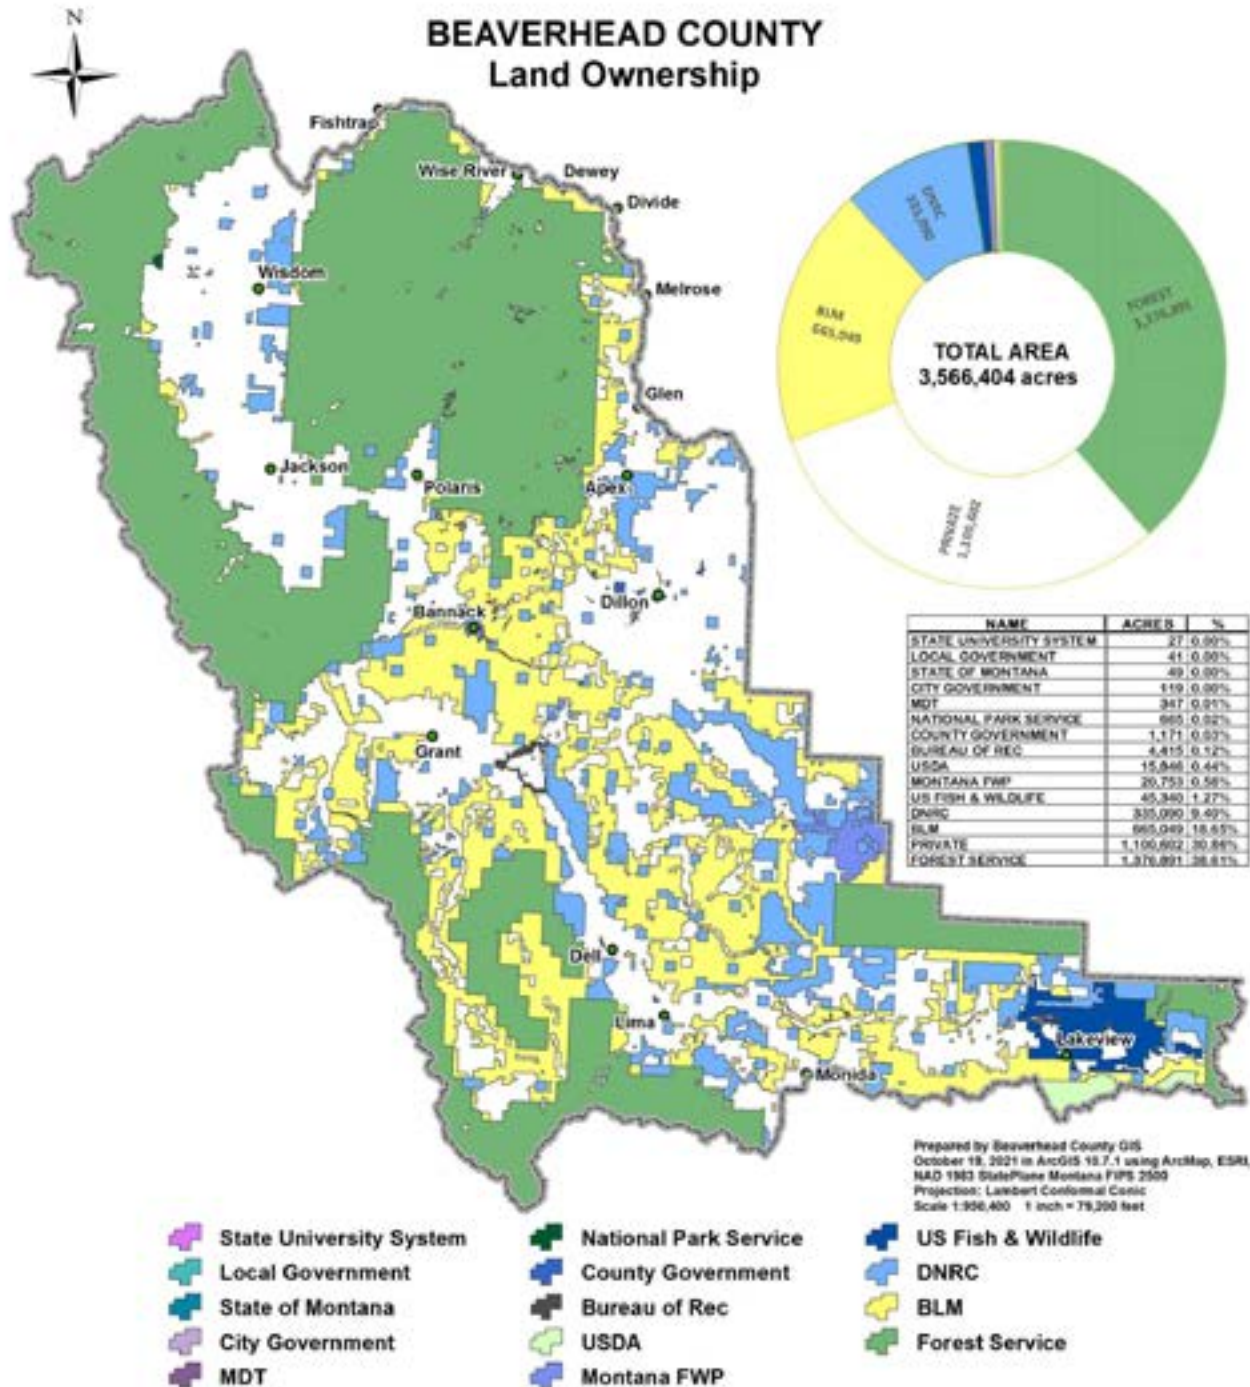 N
BEAVERHEAD COUNTY
Land Ownership
Fishtrap
Wise River
Dewey
Divide
Wisdom
Melrose
Glen
Jackson
Polaris
Apex
Bannack
Dillon
Grant
Dell
Lima
Monida
Lakeview
DNRC
BLM
665,049
FOREST
PRIVATE
1,100,602
TOTAL AREA
3,566,404 acres
NAME ACRES %
STATE UNIVERSITY SYSTEM 27 0.00%
LOCAL GOVERNMENT 41 0.00%
STATE OF MONTANA 49 0.00%
CITY GOVERNMENT 119 0.00%
MDT 347 0.01%
NATIONAL PARK SERVICE 665 0.02%
COUNTY GOVERNMENT 1,171 0.03%
BUREAU OF REC 4,415 0.12%
USDA 15,846 0.44%
MONTANA FWP 20,753 0.58%
US FISH & WILDLIFE 45,340 1.27%
DNRC 335,090 9.40%
BLM 665,049 18.65%
PRIVATE 1,100,602 30.86%
FOREST SERVICE 1,376,891 38.61%
Prepared by Beaverhead County GIS
October 19, 2021 in ArcGIS 10.7.1 using ArcMap, ESRI,
NAD 1983 StatePlane Montana FIPS 2500
Projection: Lambert Conformal Conic
Scale 1:950,400 1 inch = 79,200 feet
State University System
Local Government
State of Montana
City Government
MDT
National Park Service
County Government
Bureau of Rec
USDA
Montana FWP
US Fish & Wildlife
DNRC
BLM
Forest Service